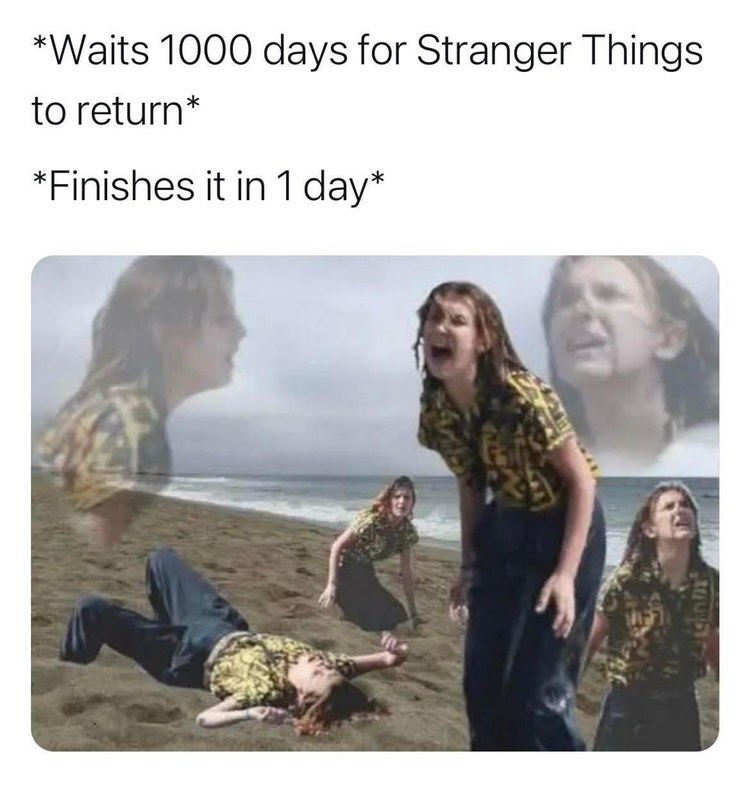 *Waits 1000 days for Stranger Things
to return*
*Finishes it in 1 day*